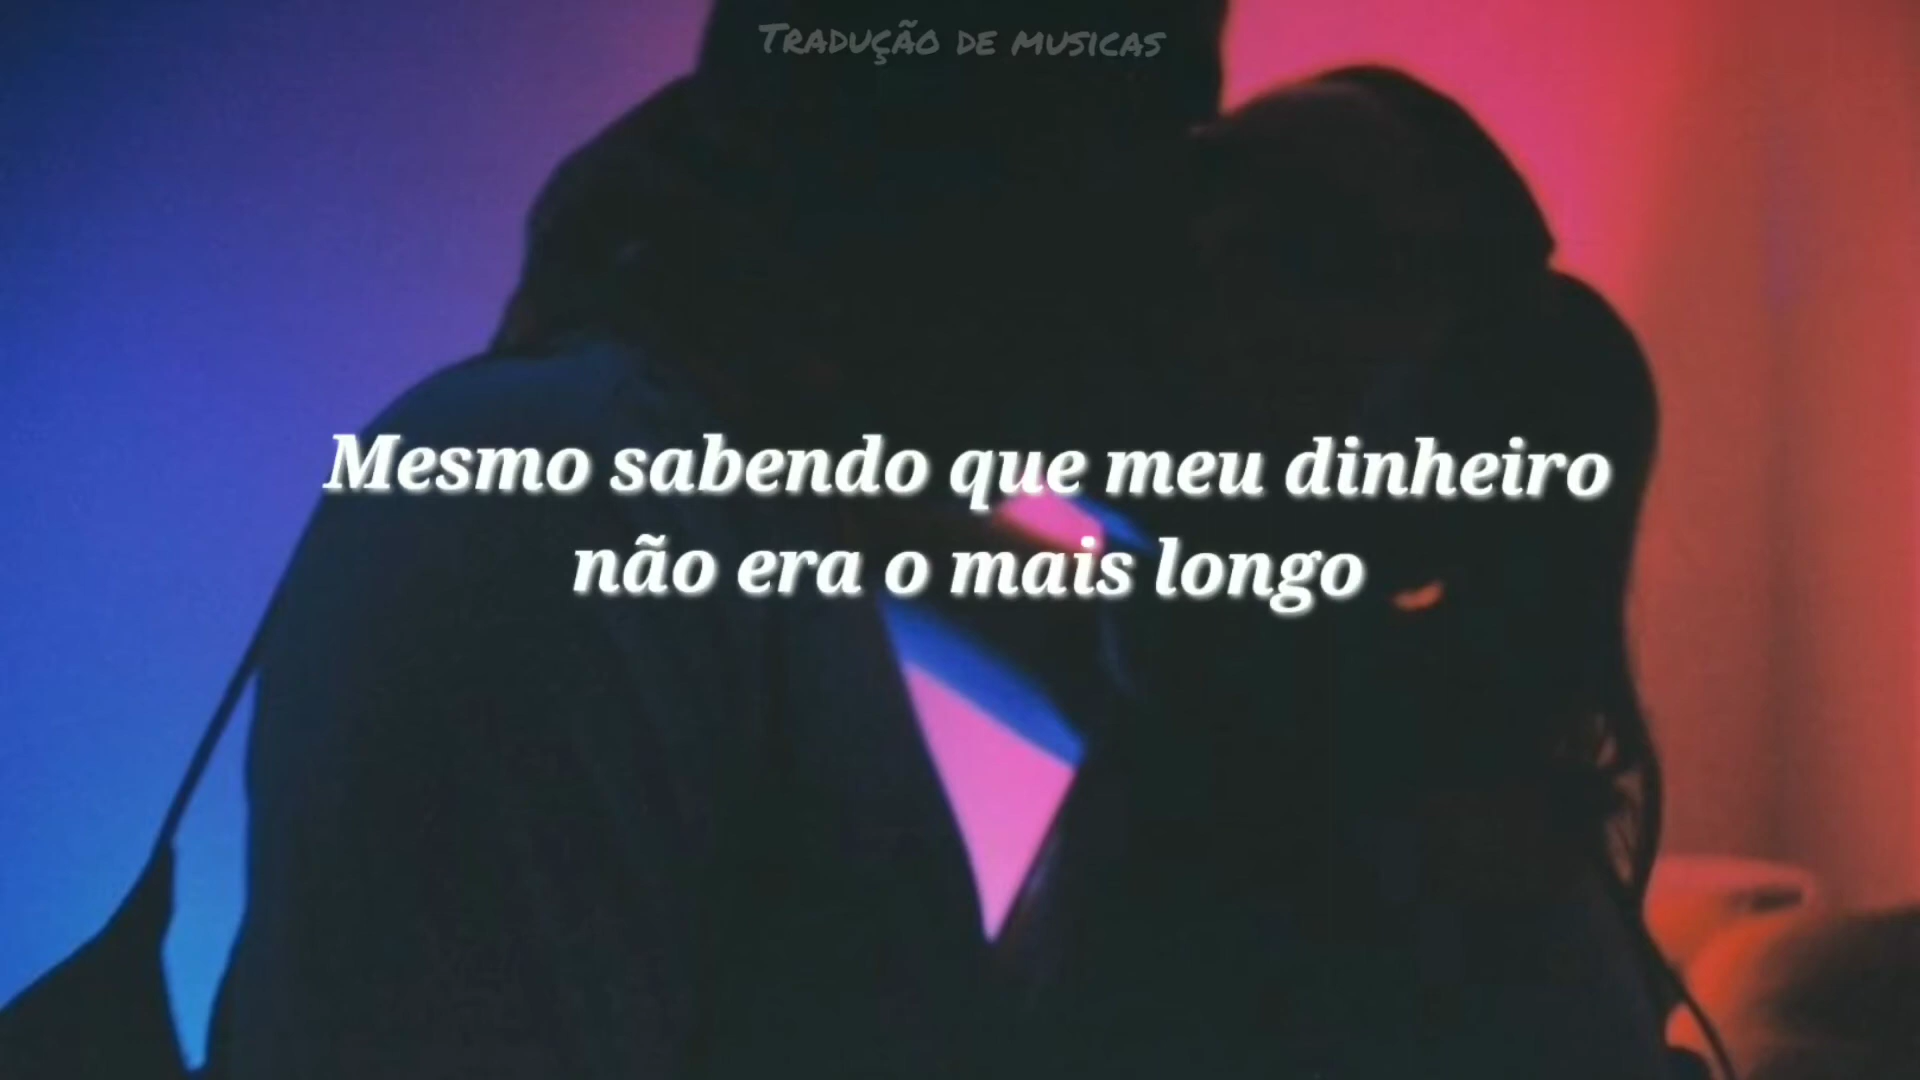 TRADUÇÃO DE MUSICAS
Mesmo sabendo que meu dinheiro
não era o mais longo